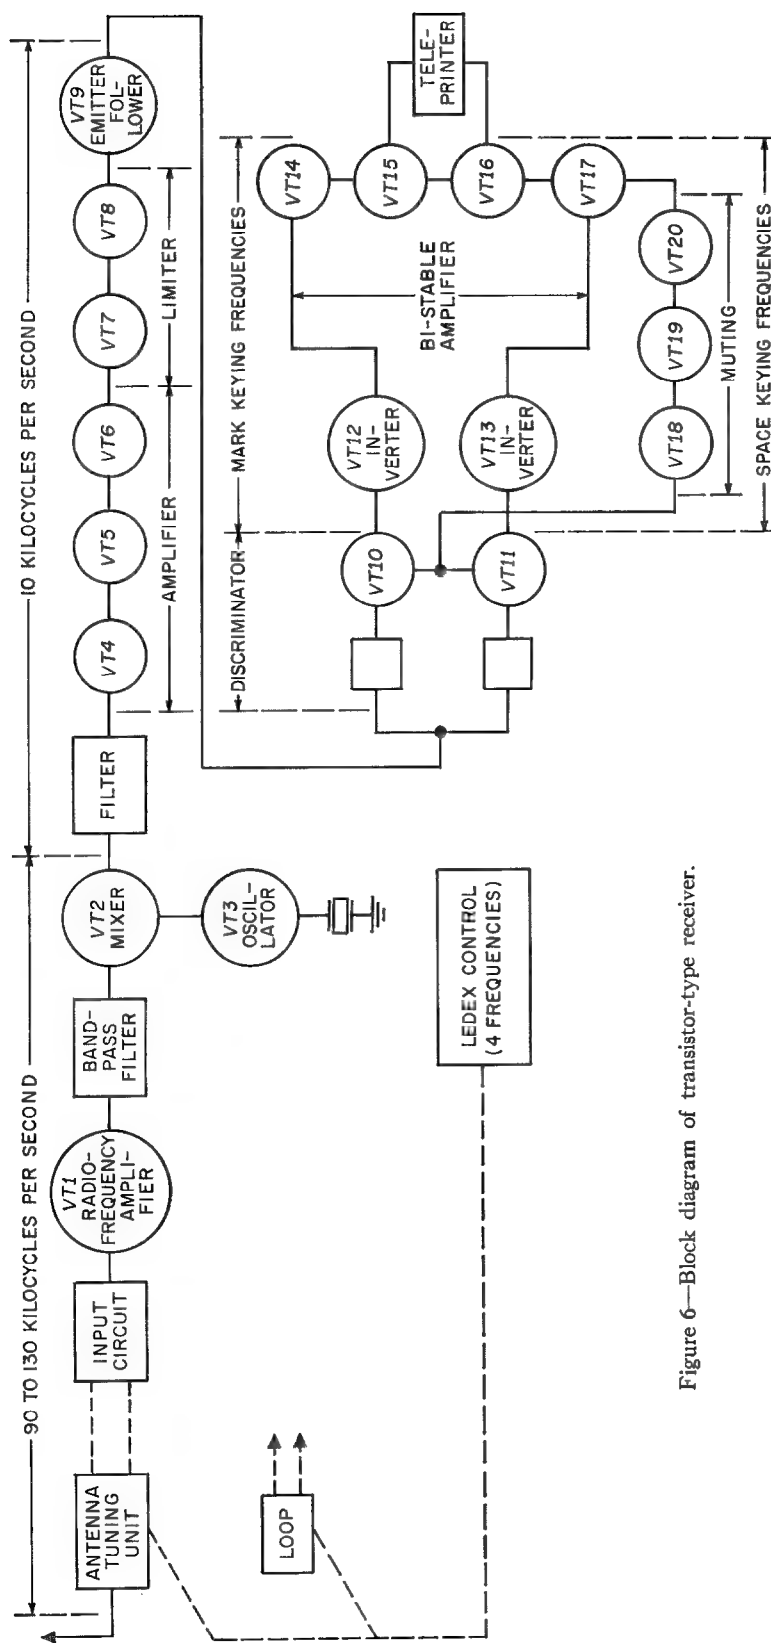 90 TO 130 KILOCYCLES PER SECOND
10 KILOCYCLES PER SECOND
ANTENNA
TUNING
UNIT
INPUT
CIRCUIT
VT1
RADIO-
FREQUENCY
AMPLI-
FIER
BAND-
PASS
FILTER
VT2
MIXER
FILTER
VT4
VT5
VT6
VT7
VT8
VT9
EMITTER
FOL-
LOWER
AMPLIFIER
LIMITER
VT3
OSCIL-
LATOR
LOOP
LEDEX CONTROL
(4 FREQUENCIES)
DISCRIMINATOR
MARK KEYING FREQUENCIES
VT10
VT12
IN-
VERTER
VT14
VT15
TELE-
PRINTER
BI-STABLE
AMPLIFIER
VT16
VT11
VT13
IN-
VERTER
VT17
VT18
VT19
VT20
MUTING
SPACE KEYING FREQUENCIES
Figure 6—Block diagram of transistor-type receiver.